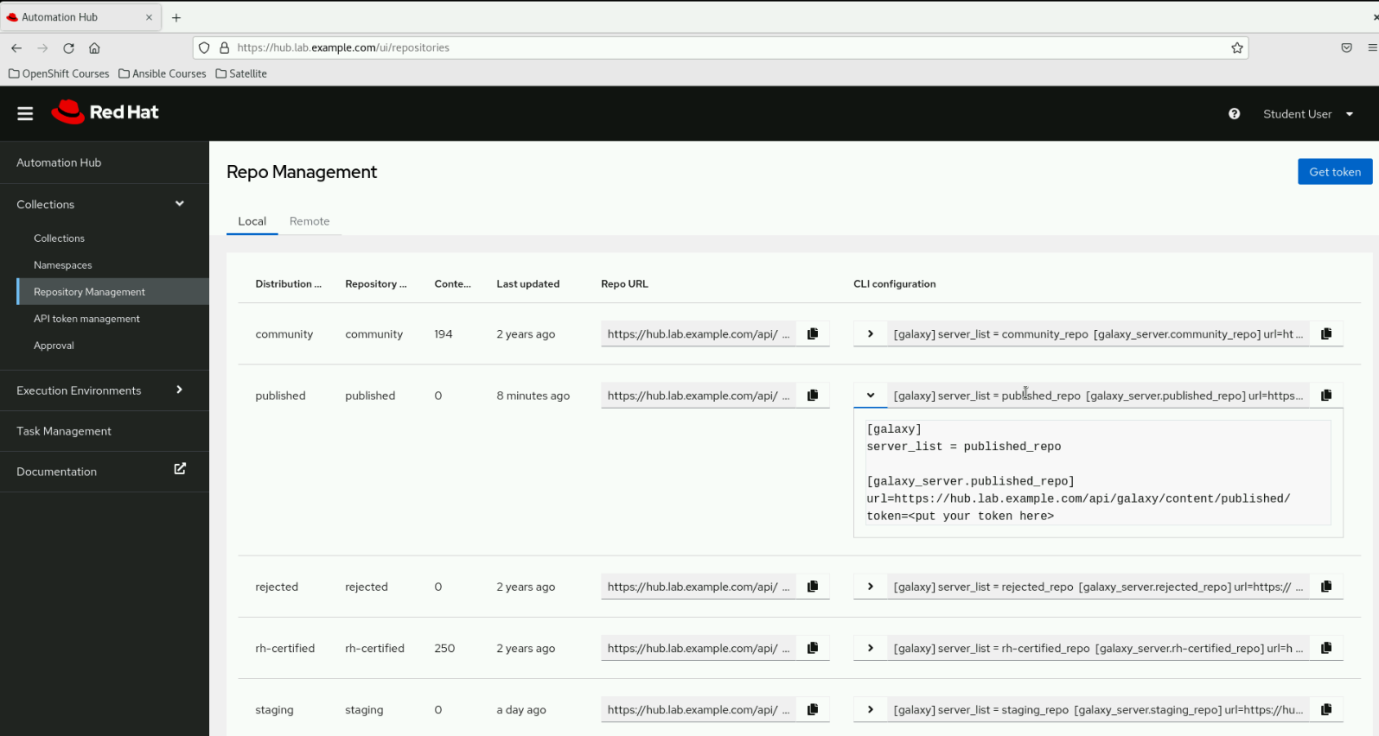 Automation Hub
https://hub.lab.example.com/ui/repositories
OpenShift Courses Ansible Courses Satellite
Red Hat
Student User
Automation Hub
Collections
Collections
Namespaces
Repository Management
API token management
Approval
Execution Environments
Task Management
Documentation
Repo Management
Get token
Local Remote
Distribution ... Repository ... Conte... Last updated Repo URL CLI configuration
community community 194 2 years ago https://hub.lab.example.com/api/ ... [galaxy] server_list = community_repo [galaxy_server.community_repo] url=ht ...
published published 0 8 minutes ago https://hub.lab.example.com/api/ ... [galaxy] server_list = published_repo [galaxy_server.published_repo] url=https...
[galaxy]
server_list = published_repo
[galaxy_server.published_repo]
url=https://hub.lab.example.com/api/galaxy/content/published/
token=<put your token here>
rejected rejected 0 2 years ago https://hub.lab.example.com/api/ ... [galaxy] server_list = rejected_repo [galaxy_server.rejected_repo] url=https:// ...
rh-certified rh-certified 250 2 years ago https://hub.lab.example.com/api/ ... [galaxy] server_list = rh-certified_repo [galaxy_server.rh-certified_repo] url=h ...
staging staging 0 a day ago https://hub.lab.example.com/api/ ... [galaxy] server_list = staging_repo [galaxy_server.staging_repo] url=https://hu...